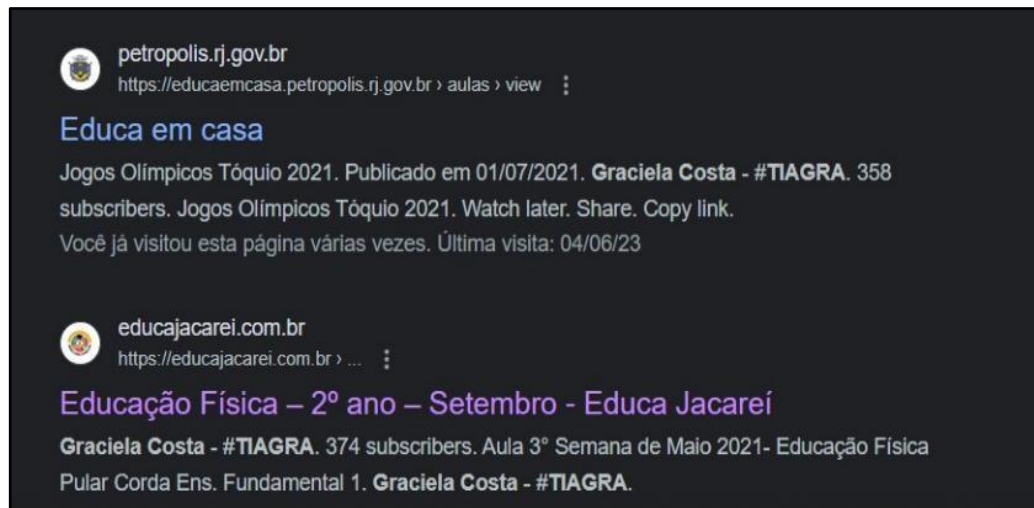 petropolis.rj.gov.br
https://educaemcasa.petropolis.rj.gov.br › aulas › view
Educa em casa
Jogos Olímpicos Tóquio 2021. Publicado em 01/07/2021. Graciela Costa - #TIAGRA. 358
subscribers. Jogos Olímpicos Tóquio 2021. Watch later. Share. Copy link.
Você já visitou esta página várias vezes. Última visita: 04/06/23
educajacarei.com.br
https://educajacarei.com.br › ...
Educação Física – 2º ano – Setembro - Educa Jacareí
Graciela Costa - #TIAGRA. 374 subscribers. Aula 3° Semana de Maio 2021- Educação Física
Pular Corda Ens. Fundamental 1. Graciela Costa - #TIAGRA.